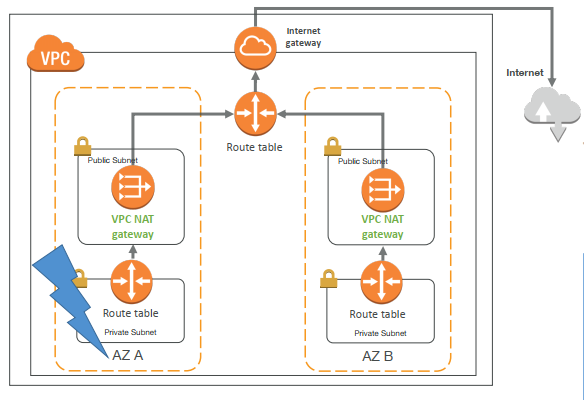 Internet
gateway
VPC
Internet
Route table
Public Subnet
Public Subnet
VPC NAT
gateway
VPC NAT
gateway
Route table
Route table
Private Subnet
Private Subnet
AZ A
AZ B